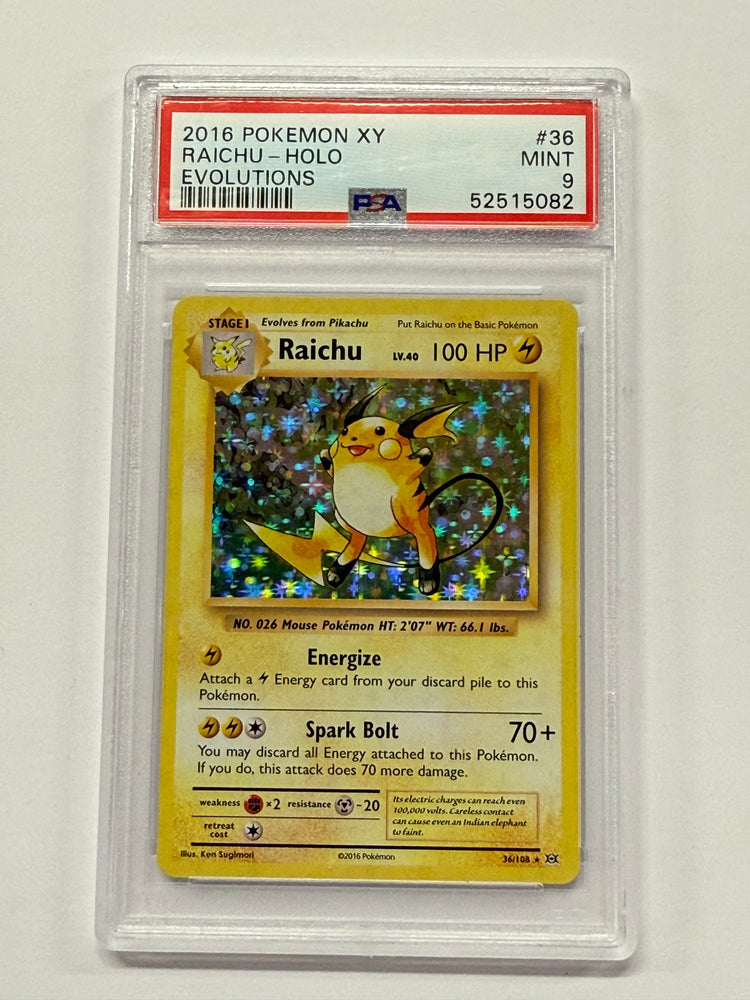 2016 POKEMON XY #36
RAICHU - HOLO MINT
EVOLUTIONS 9
PSA 52515082
STAGE 1 Evolves from Pikachu Put Raichu on the Basic Pokémon
Raichu LV.40 100 HP
NO. 026 Mouse Pokémon HT: 2'07" WT: 66.1 lbs.
Energize
Attach a Energy card from your discard pile to this
Pokémon.
Spark Bolt 70+
You may discard all Energy attached to this Pokémon.
If you do, this attack does 70 more damage.
weakness ×2 resistance -20
retreat
cost
Its electric charges can reach even
100,000 volts. Careless contact
can cause even an Indian elephant
to faint.
Illus. Ken Sugimori ©2016 Pokémon 36/108 ★